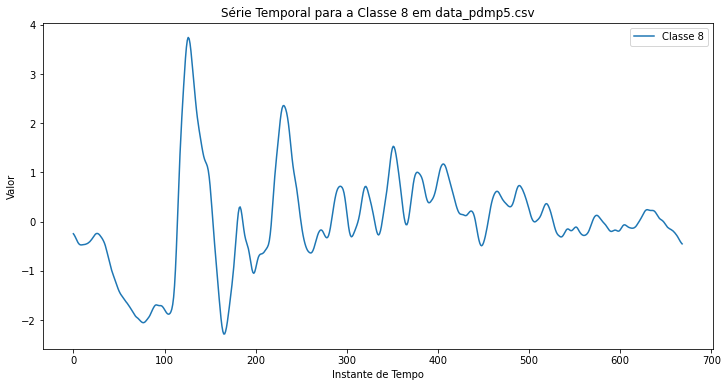 Série Temporal para a Classe 8 em data_pdmp5.csv
Classe 8
Valor
4
3
2
1
0
−1
−2
0 100 200 300 400 500 600 700
Instante de Tempo